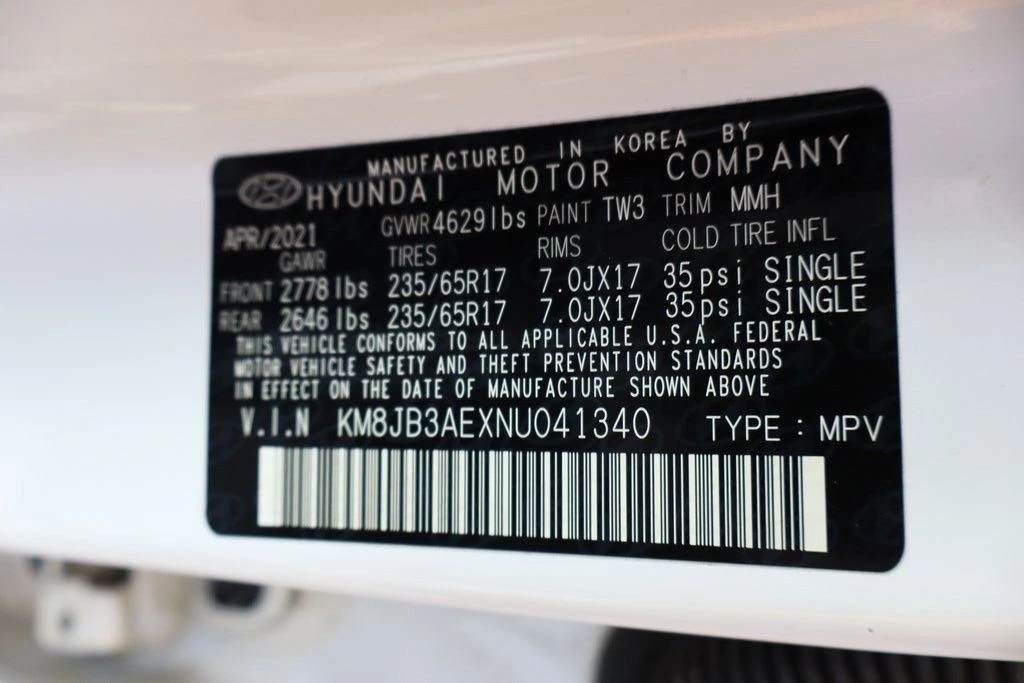 MANUFACTURED IN KOREA BY
HYUNDAI MOTOR COMPANY
APR/2021 GVWR 4629lbs PAINT TW3 TRIM MMH
GAWR TIRES RIMS COLD TIRE INFL
FRONT 2778 lbs 235/65R17 7.0JX17 35psi SINGLE
REAR 2646 lbs 235/65R17 7.0JX17 35psi SINGLE
THIS VEHICLE CONFORMS TO ALL APPLICABLE U.S.A. FEDERAL
MOTOR VEHICLE SAFETY AND THEFT PREVENTION STANDARDS
IN EFFECT ON THE DATE OF MANUFACTURE SHOWN ABOVE
V.I.N KM8JB3AEXNU041340 TYPE : MPV